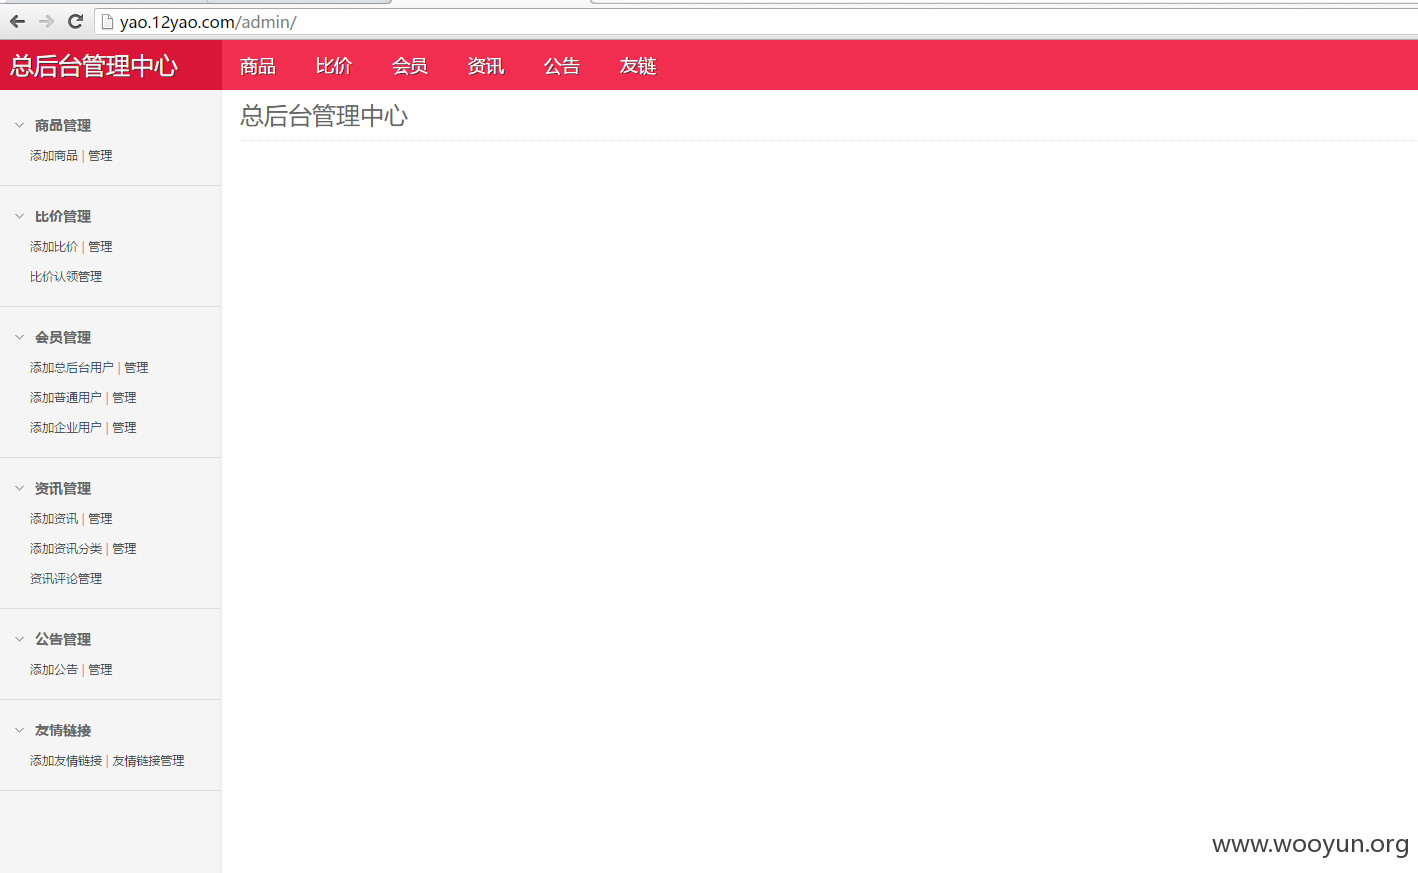 yao.12yao.com/admin/
总后台管理中心 商品 比价 会员 资讯 公告 友链
总后台管理中心
商品管理
添加商品 | 管理
比价管理
添加比价 | 管理
比价认领管理
会员管理
添加总后台用户 | 管理
添加普通用户 | 管理
添加企业用户 | 管理
资讯管理
添加资讯 | 管理
添加资讯分类 | 管理
资讯评论管理
公告管理
添加公告 | 管理
友情链接
添加友情链接 | 友情链接管理
www.wooyun.org